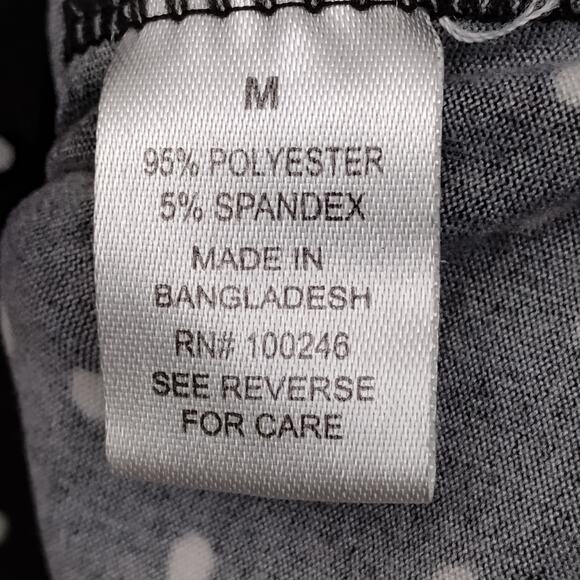 M
95% POLYESTER
5% SPANDEX
MADE IN
BANGLADESH
RN# 100246
SEE REVERSE
FOR CARE